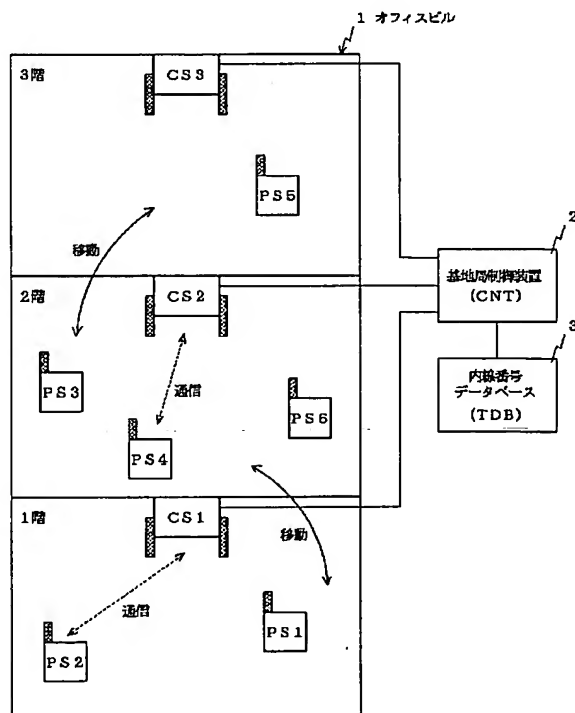 1 オフィスビル
3階
CS3
PS5
移動
2
基地局制御装置
(CNT)
2階
CS2
3
内線番号
データベース
(TDB)
PS3
通信
PS6
PS4
1階
CS1
移動
通信
PS1
PS2